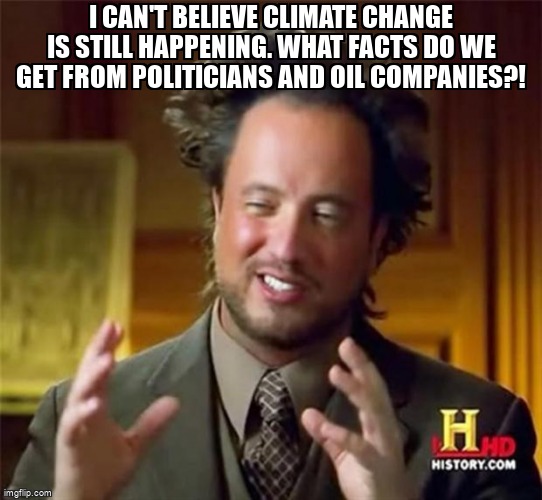 I CAN'T BELIEVE CLIMATE CHANGE
IS STILL HAPPENING. WHAT FACTS DO WE
GET FROM POLITICIANS AND OIL COMPANIES?!
H HD
HISTORY.COM
imgflip.com